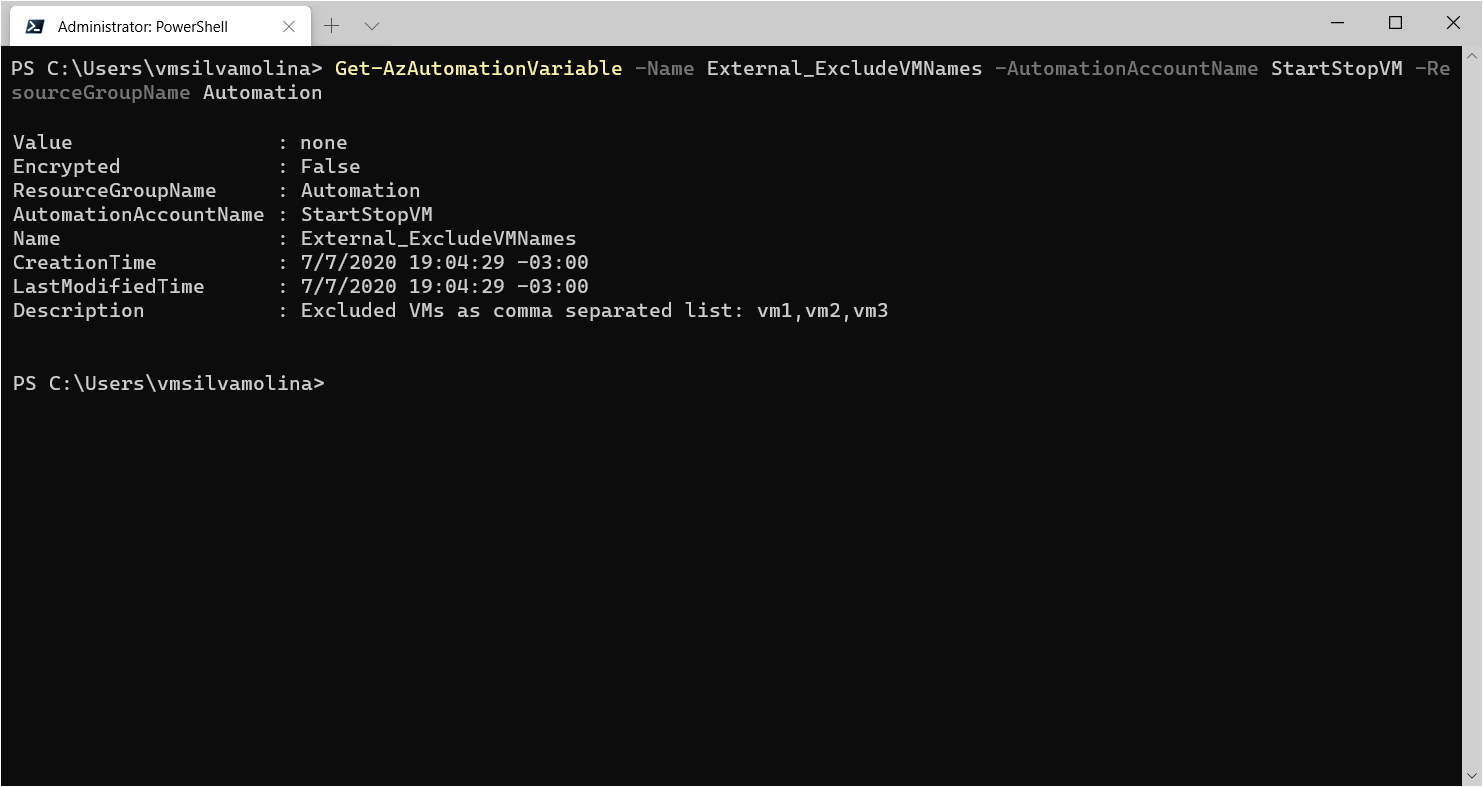 Administrator: PowerShell
PS C:\Users\vmsilvamolina> Get-AzAutomationVariable -Name External_ExcludeVMNames -AutomationAccountName StartStopVM -Re
sourceGroupName Automation
Value                 : none
Encrypted             : False
ResourceGroupName     : Automation
AutomationAccountName : StartStopVM
Name                  : External_ExcludeVMNames
CreationTime          : 7/7/2020 19:04:29 -03:00
LastModifiedTime      : 7/7/2020 19:04:29 -03:00
Description           : Excluded VMs as comma separated list: vm1,vm2,vm3
PS C:\Users\vmsilvamolina>